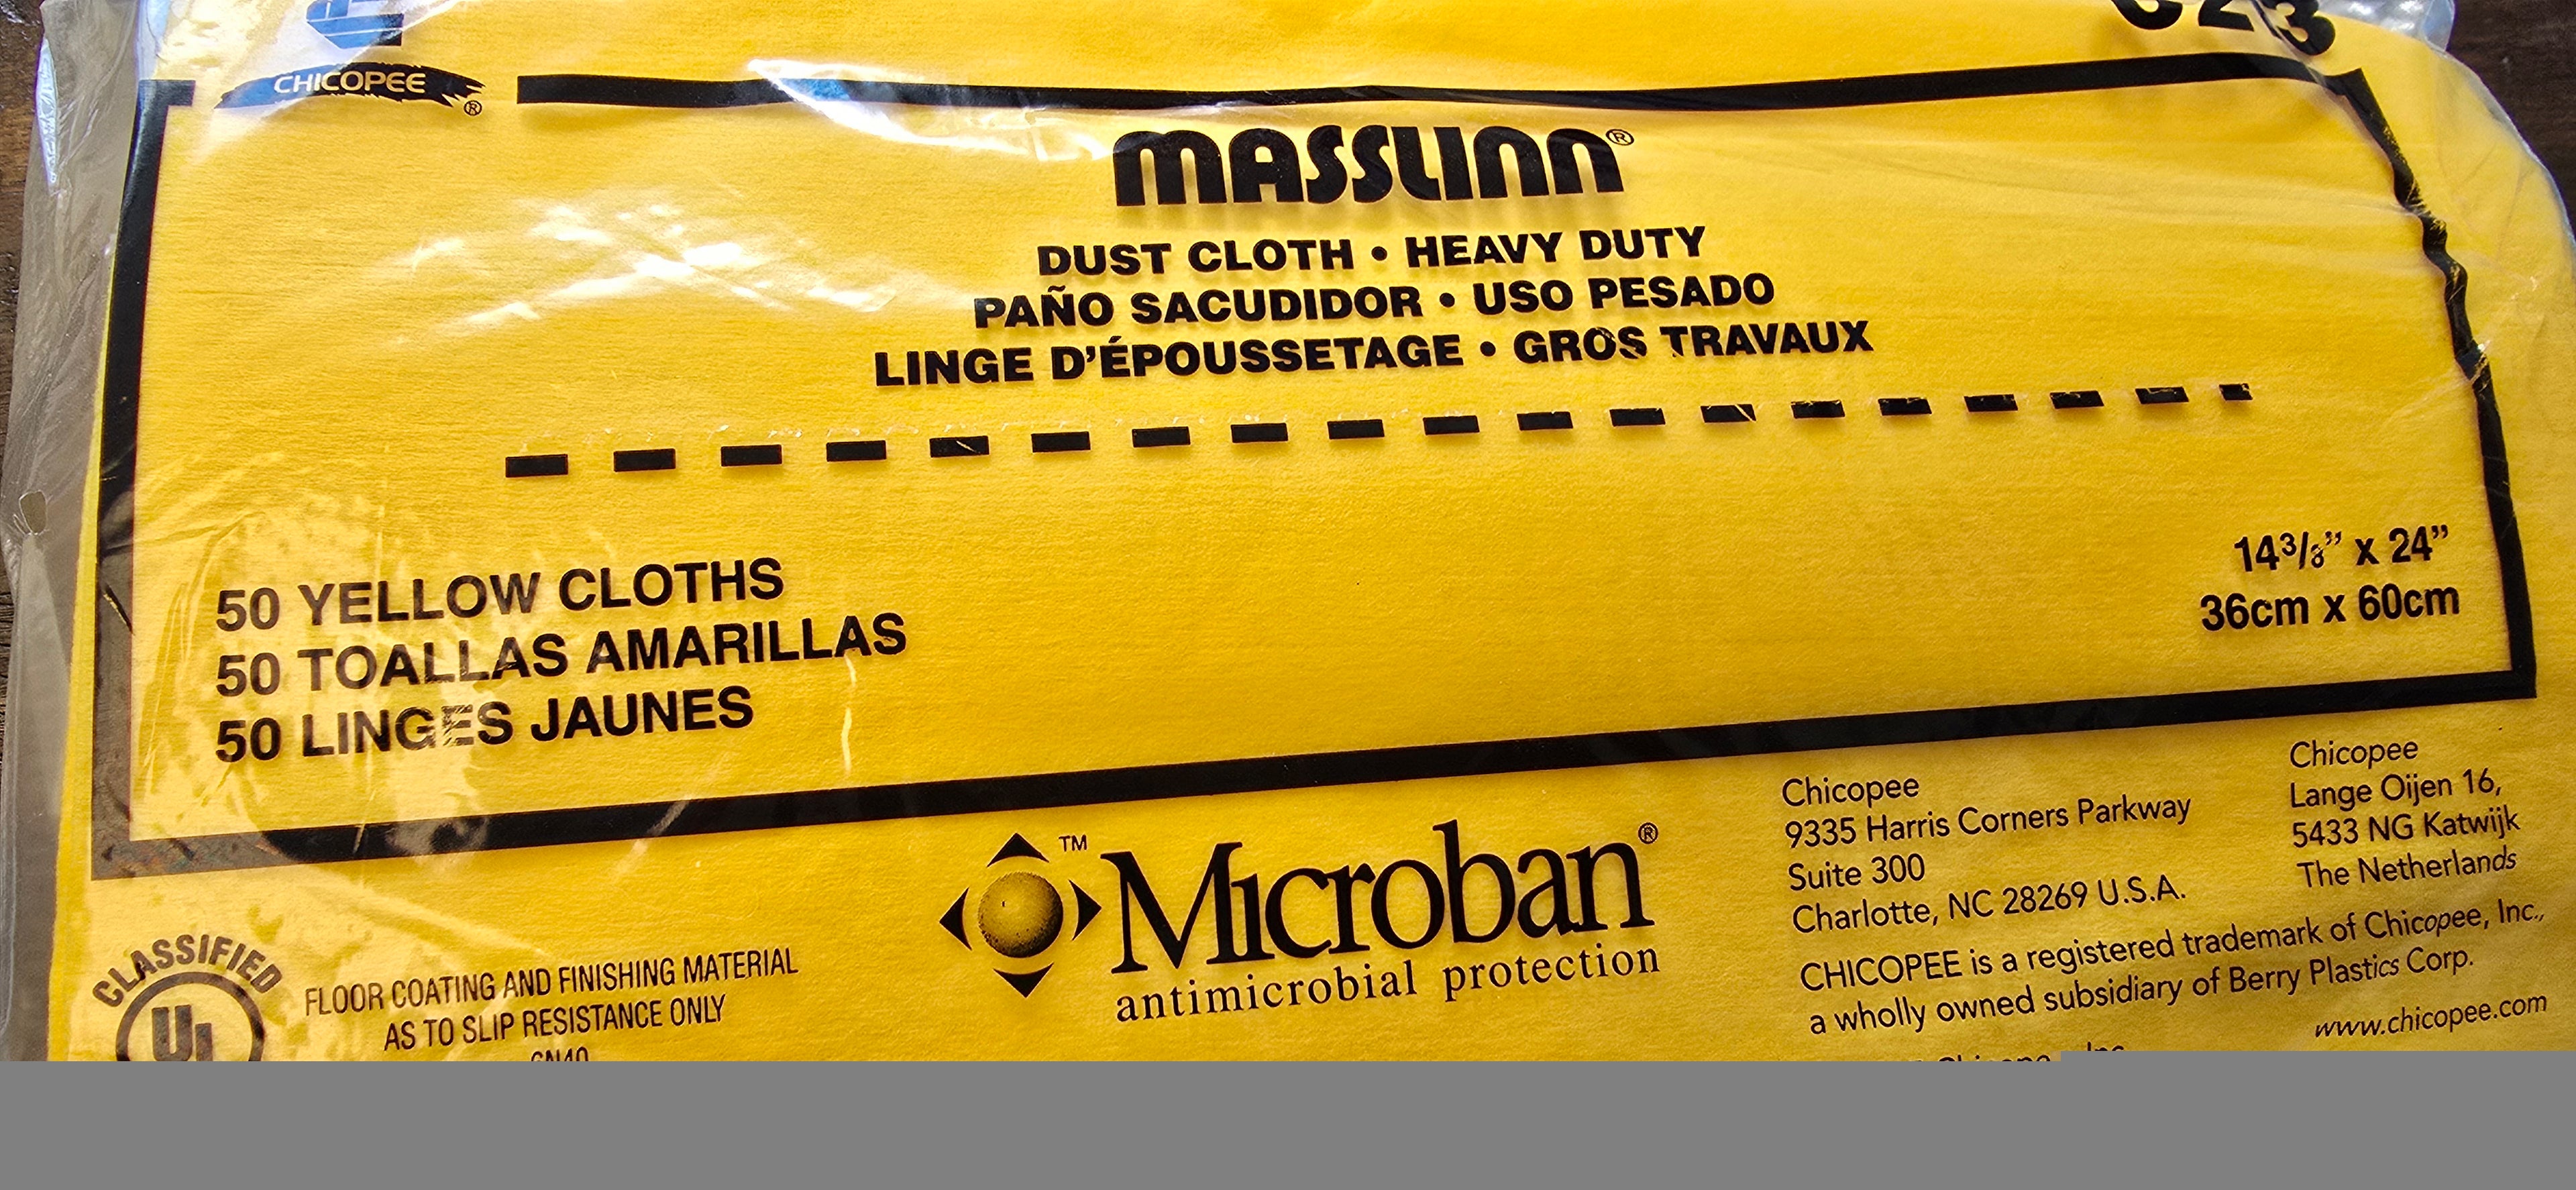 CHICOPEE®
MASSLINN®
DUST CLOTH • HEAVY DUTY
PAÑO SACUDIDOR • USO PESADO
LINGE D'ÉPOUSSETAGE • GROS TRAVAUX
50 YELLOW CLOTHS
50 TOALLAS AMARILLAS
50 LINGES JAUNES
14 3/8" x 24"
36cm x 60cm
CLASSIFIED
UL
FLOOR COATING AND FINISHING MATERIAL
AS TO SLIP RESISTANCE ONLY
™ Microban®
antimicrobial protection
Chicopee
9335 Harris Corners Parkway
Suite 300
Charlotte, NC 28269 U.S.A.
Chicopee
Lange Oijen 16,
5433 NG Katwijk
The Netherlands
CHICOPEE is a registered trademark of Chicopee, Inc.,
a wholly owned subsidiary of Berry Plastics Corp.
www.chicopee.com